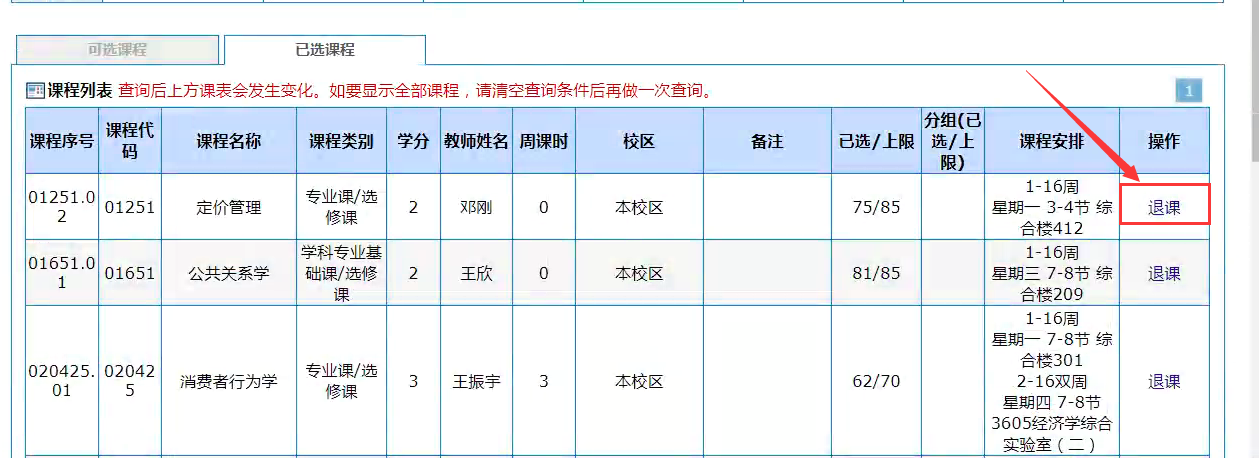 可选课程
已选课程
课程列表 查询后上方课表会发生变化。如要显示全部课程，请清空查询条件后再做一次查询。
1
课程序号
课程代
码
课程名称
课程类别
学分
教师姓名
周课时
校区
备注
已选/上限
分组(已
选/上
限)
课程安排
操作
01251.0
2
01251
定价管理
专业课/选
修课
2
邓刚
0
本校区
75/85
1-16周
星期一 3-4节 综
合楼412
退课
01651.0
1
01651
公共关系学
学科专业基
础课/选修
课
2
王欣
0
本校区
81/85
1-16周
星期三 7-8节 综
合楼209
退课
020425.
01
02042
5
消费者行为学
专业课/选
修课
3
王振宇
3
本校区
62/70
1-16周
星期一 7-8节 综
合楼301
2-16双周
星期四 7-8节
3605经济学综合
实验室（二）
退课